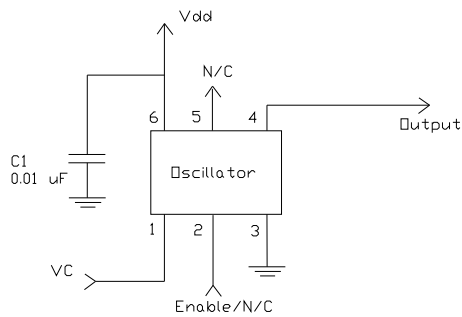 Vdd
N/C
6
5
4
Output
C1
0.01 uF
Oscillator
1
2
3
VC
Enable/N/C